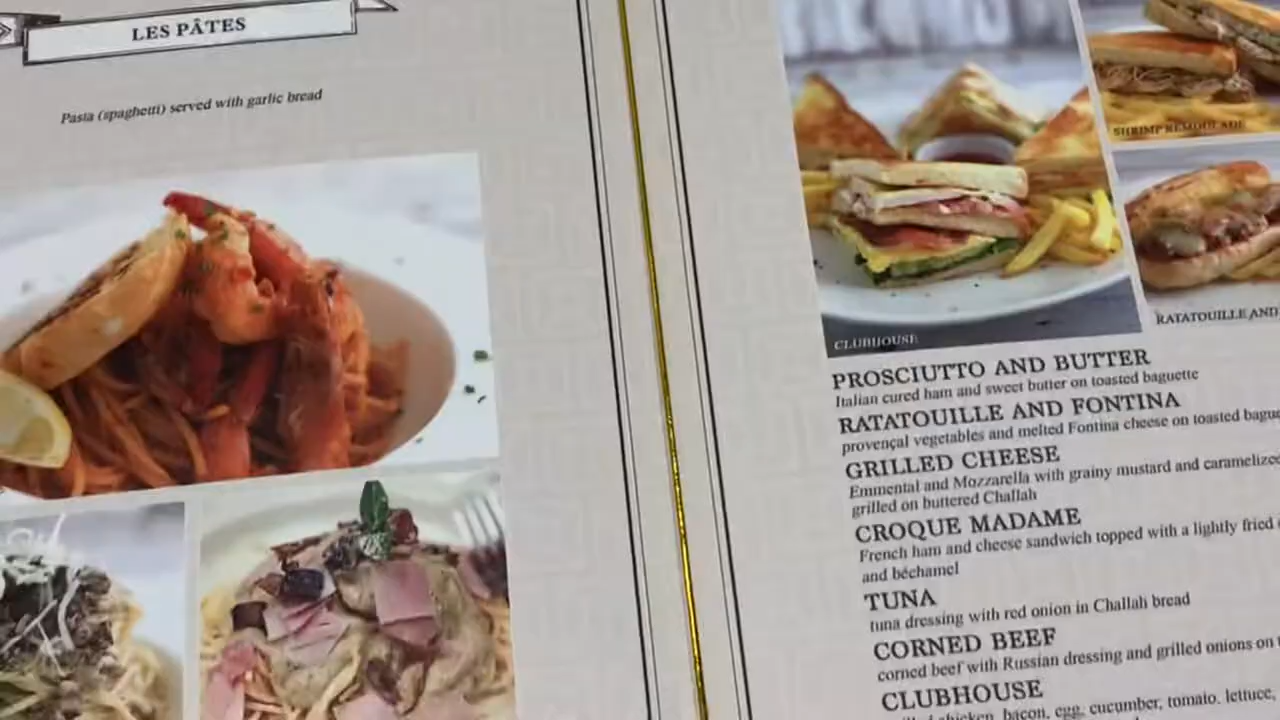 LES PÂTES
Pasta (spaghetti) served with garlic bread
SHRIMP REMOULADE
CLUBHOUSE
RATATOUILLE AND
PROSCIUTTO AND BUTTER
Italian cured ham and sweet butter on toasted baguette
RATATOUILLE AND FONTINA
provençal vegetables and melted Fontina cheese on toasted
GRILLED CHEESE
Emmental and Mozzarella with grainy mustard and
grilled on buttered Challah
CROQUE MADAME
French ham and cheese sandwich topped with a lightly fried
and béchamel
TUNA
tuna dressing with red onion in Challah bread
CORNED BEEF
corned beef with Russian dressing and grilled onions on
CLUBHOUSE
chicken, bacon, egg, cucumber, tomato, lettuce,